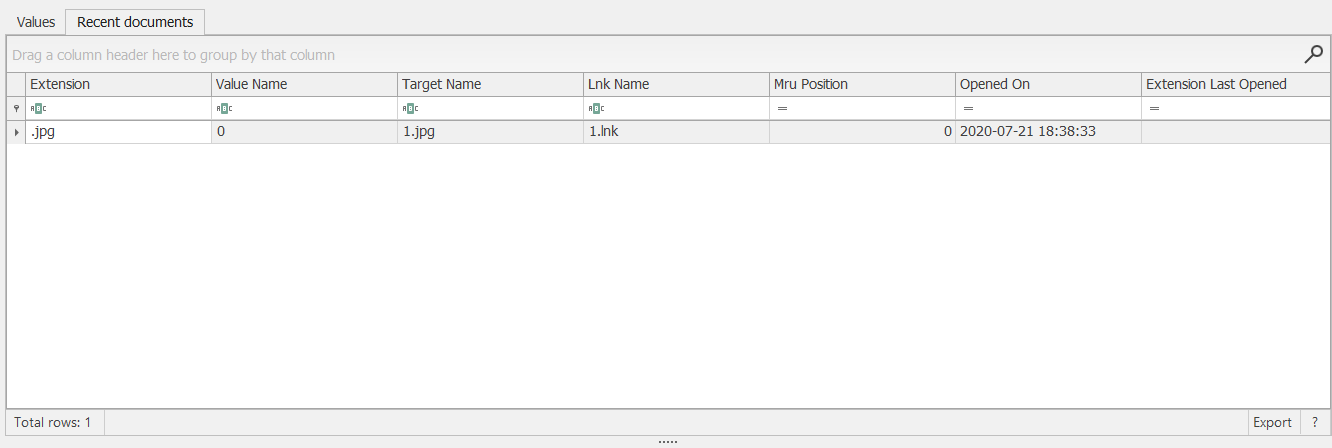 Values Recent documents
Drag a column header here to group by that column
Extension Value Name Target Name Lnk Name Mru Position Opened On Extension Last Opened
ABC ABC ABC ABC = = =
.jpg 0 1.jpg 1.lnk 0 2020-07-21 18:38:33
Total rows: 1 Export ?